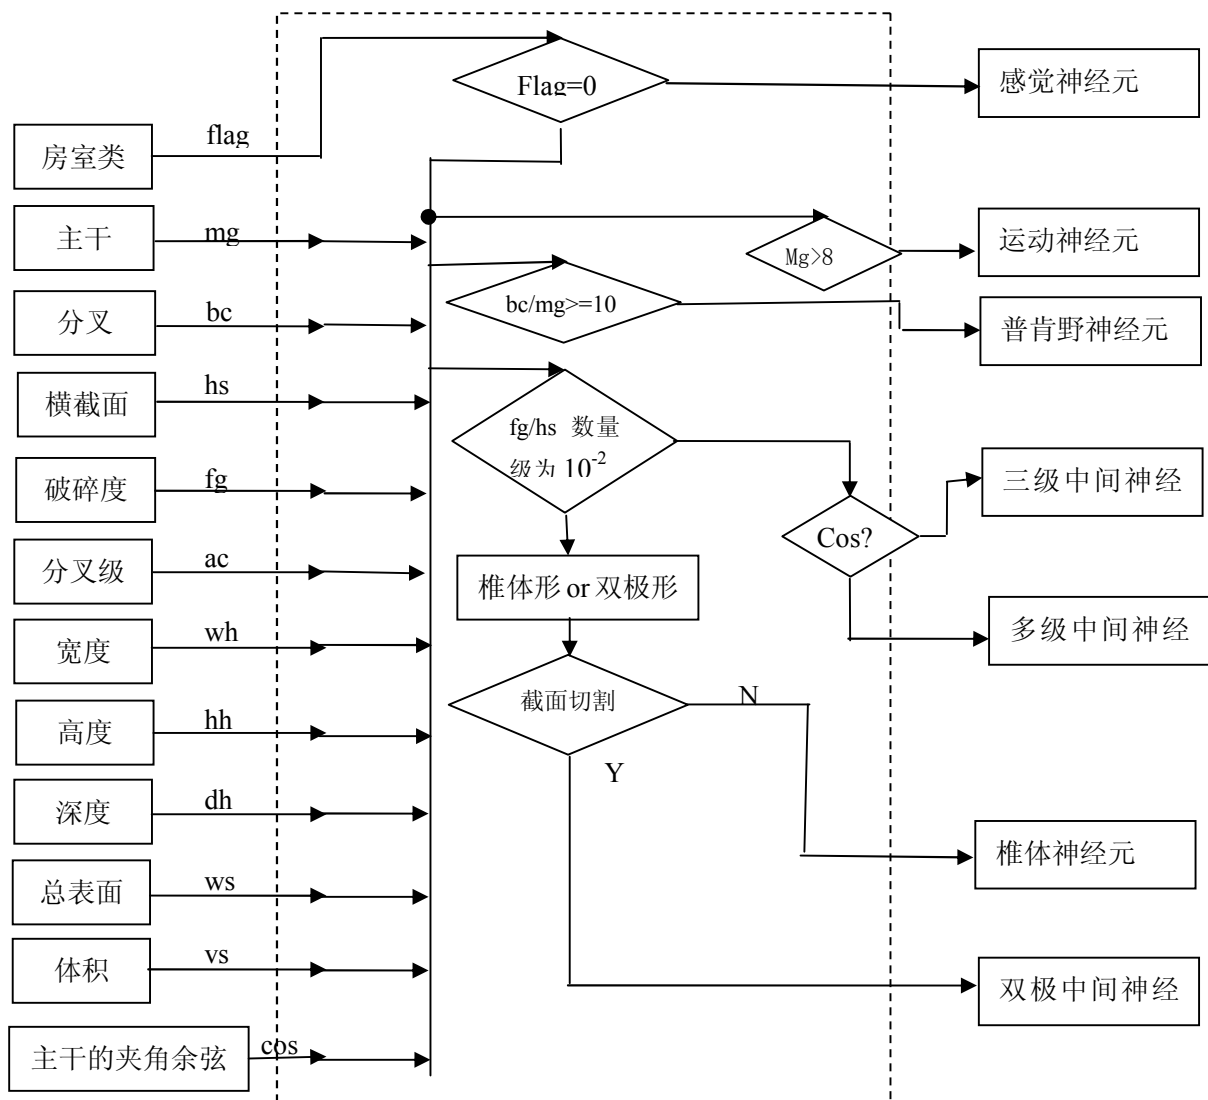 Flag=0
感觉神经元
房室类
flag
主干
mg
Mg>8
运动神经元
分叉
bc
bc/mg>=10
普肯野神经元
横截面
hs
fg/hs 数量
级为 10⁻²
破碎度
fg
三级中间神经
Cos?
分叉级
ac
椎体形 or 双极形
宽度
wh
多级中间神经
截面切割
N
高度
hh
Y
深度
dh
椎体神经元
总表面
ws
体积
vs
双极中间神经
主干的夹角余弦
cos